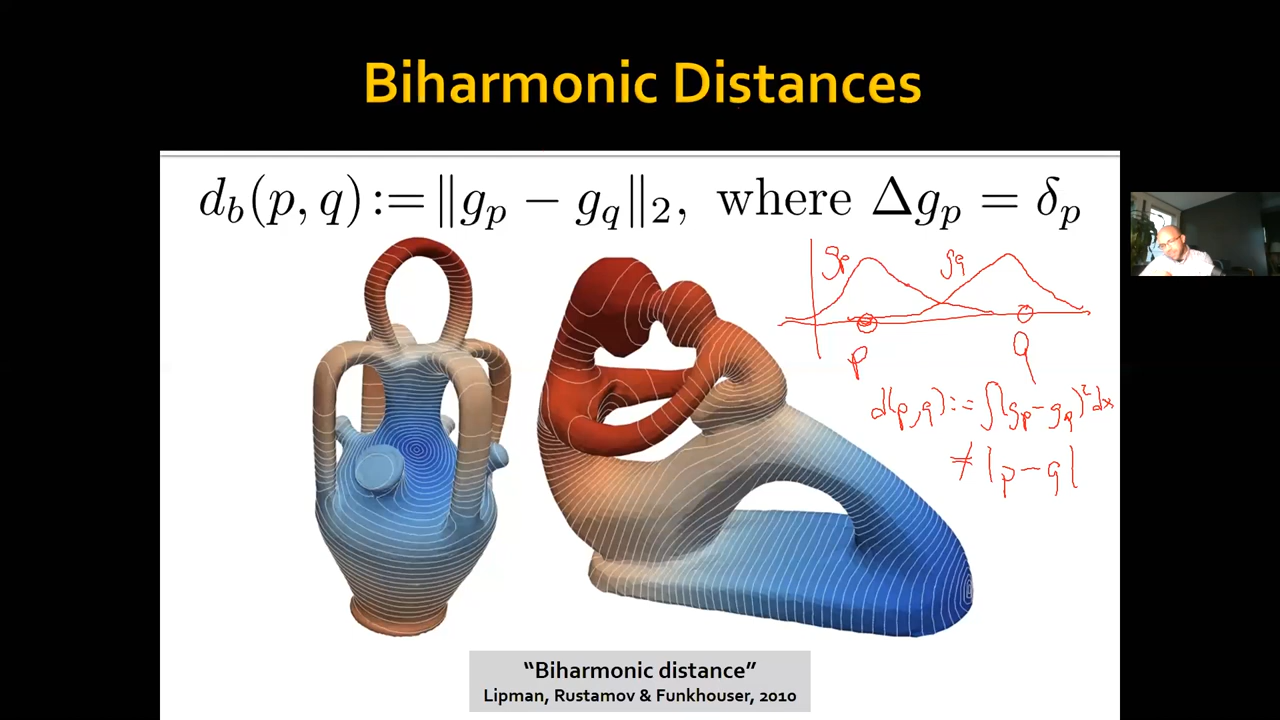 Biharmonic Distances
d_b(p, q) := ‖g_p − g_q‖_2, where Δg_p = δ_p
g_p g_q
p q
d(p,q) := ∫(g_p − g_q)² dx
≠ |p − q|
“Biharmonic distance”
Lipman, Rustamov & Funkhouser, 2010